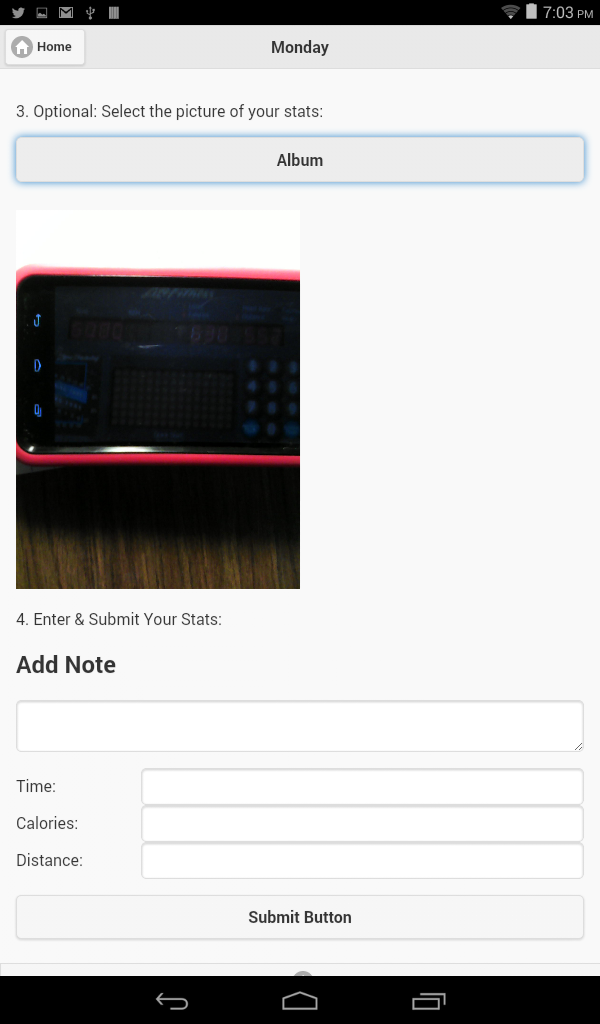 7:03 PM
Home
Monday
3. Optional: Select the picture of your stats:
Album
4. Enter & Submit Your Stats:
Add Note
Time:
Calories:
Distance:
Submit Button